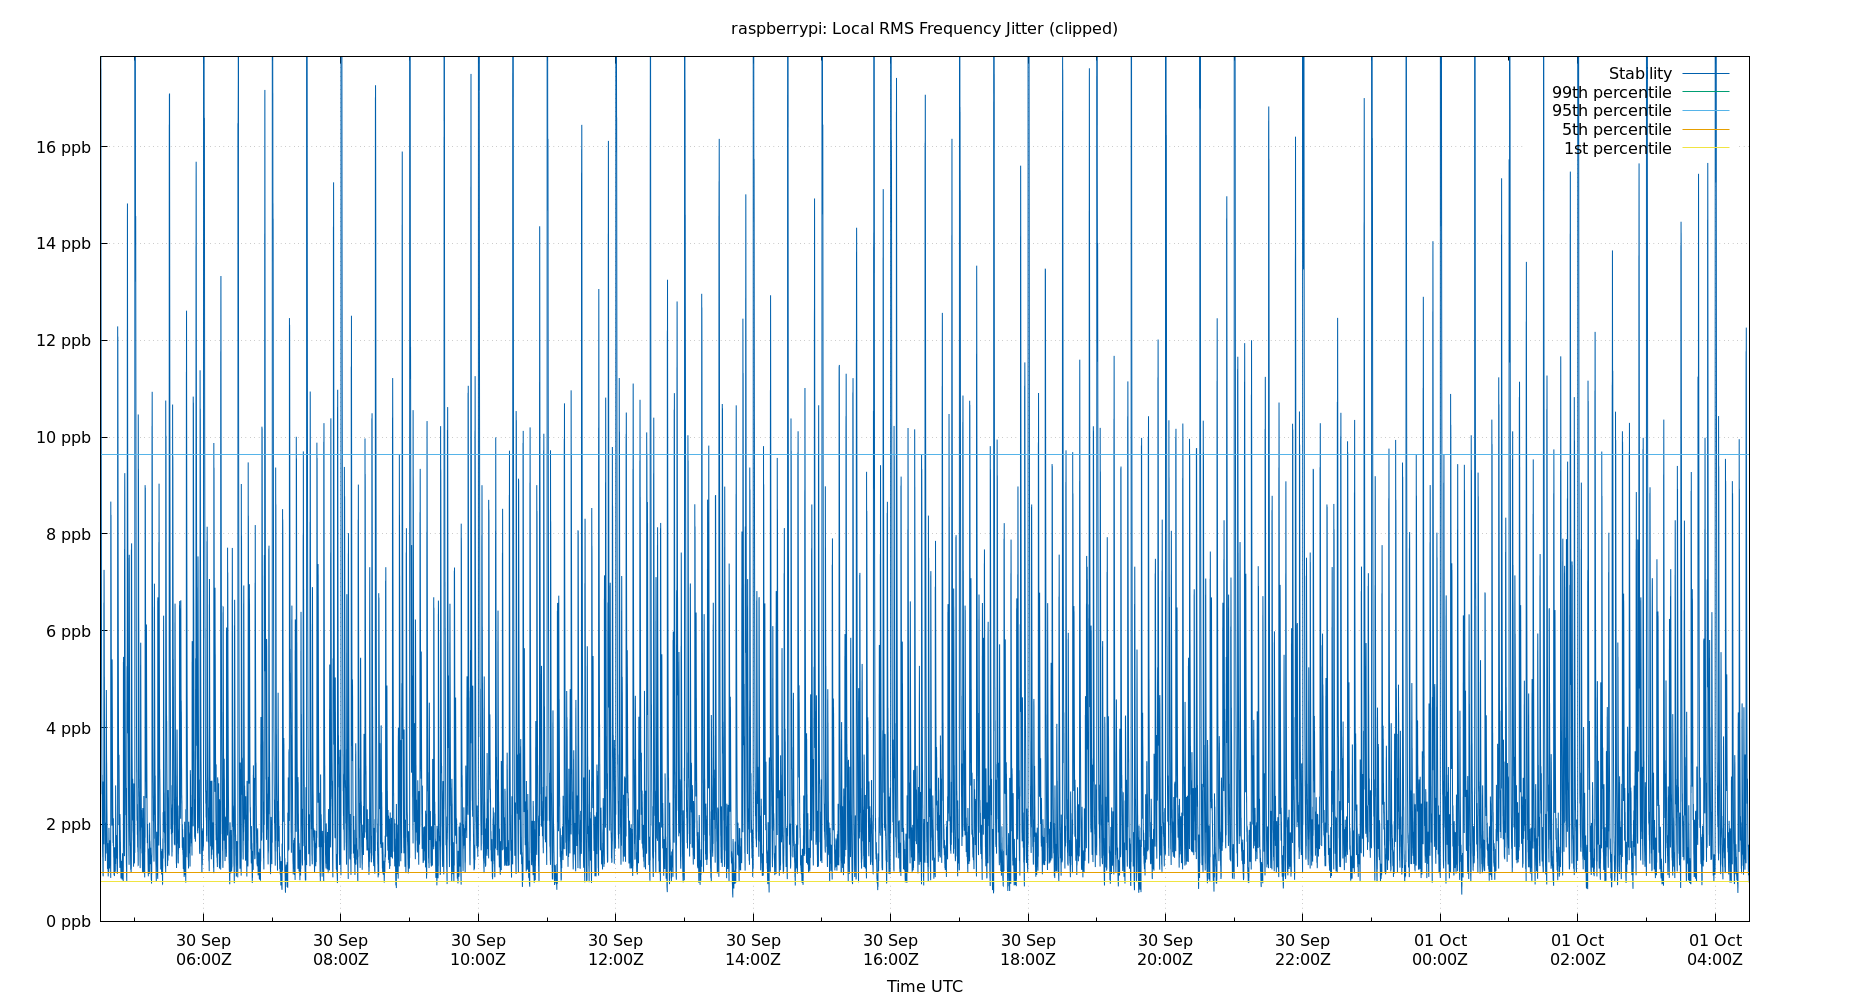 raspberrypi: Local RMS Frequency Jitter (clipped)
Stability
99th percentile
95th percentile
5th percentile
1st percentile
16 ppb
14 ppb
12 ppb
10 ppb
8 ppb
6 ppb
4 ppb
2 ppb
0 ppb
30 Sep 30 Sep 30 Sep 30 Sep 30 Sep 30 Sep 30 Sep 30 Sep 30 Sep 01 Oct 01 Oct 01 Oct
06:00Z 08:00Z 10:00Z 12:00Z 14:00Z 16:00Z 18:00Z 20:00Z 22:00Z 00:00Z 02:00Z 04:00Z
Time UTC